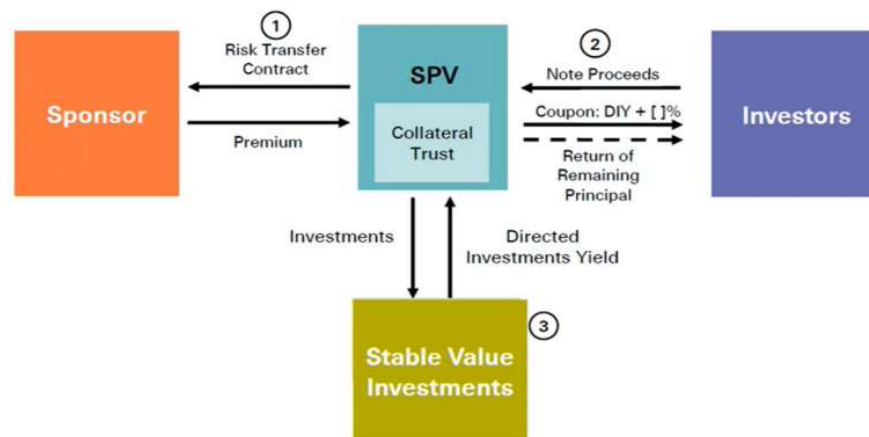 1
Risk Transfer
Contract
Sponsor
Premium
SPV
Collateral
Trust
2
Note Proceeds
Coupon: DIY + [ ]%
Return of
Remaining
Principal
Investors
Investments
Directed
Investments Yield
3
Stable Value
Investments